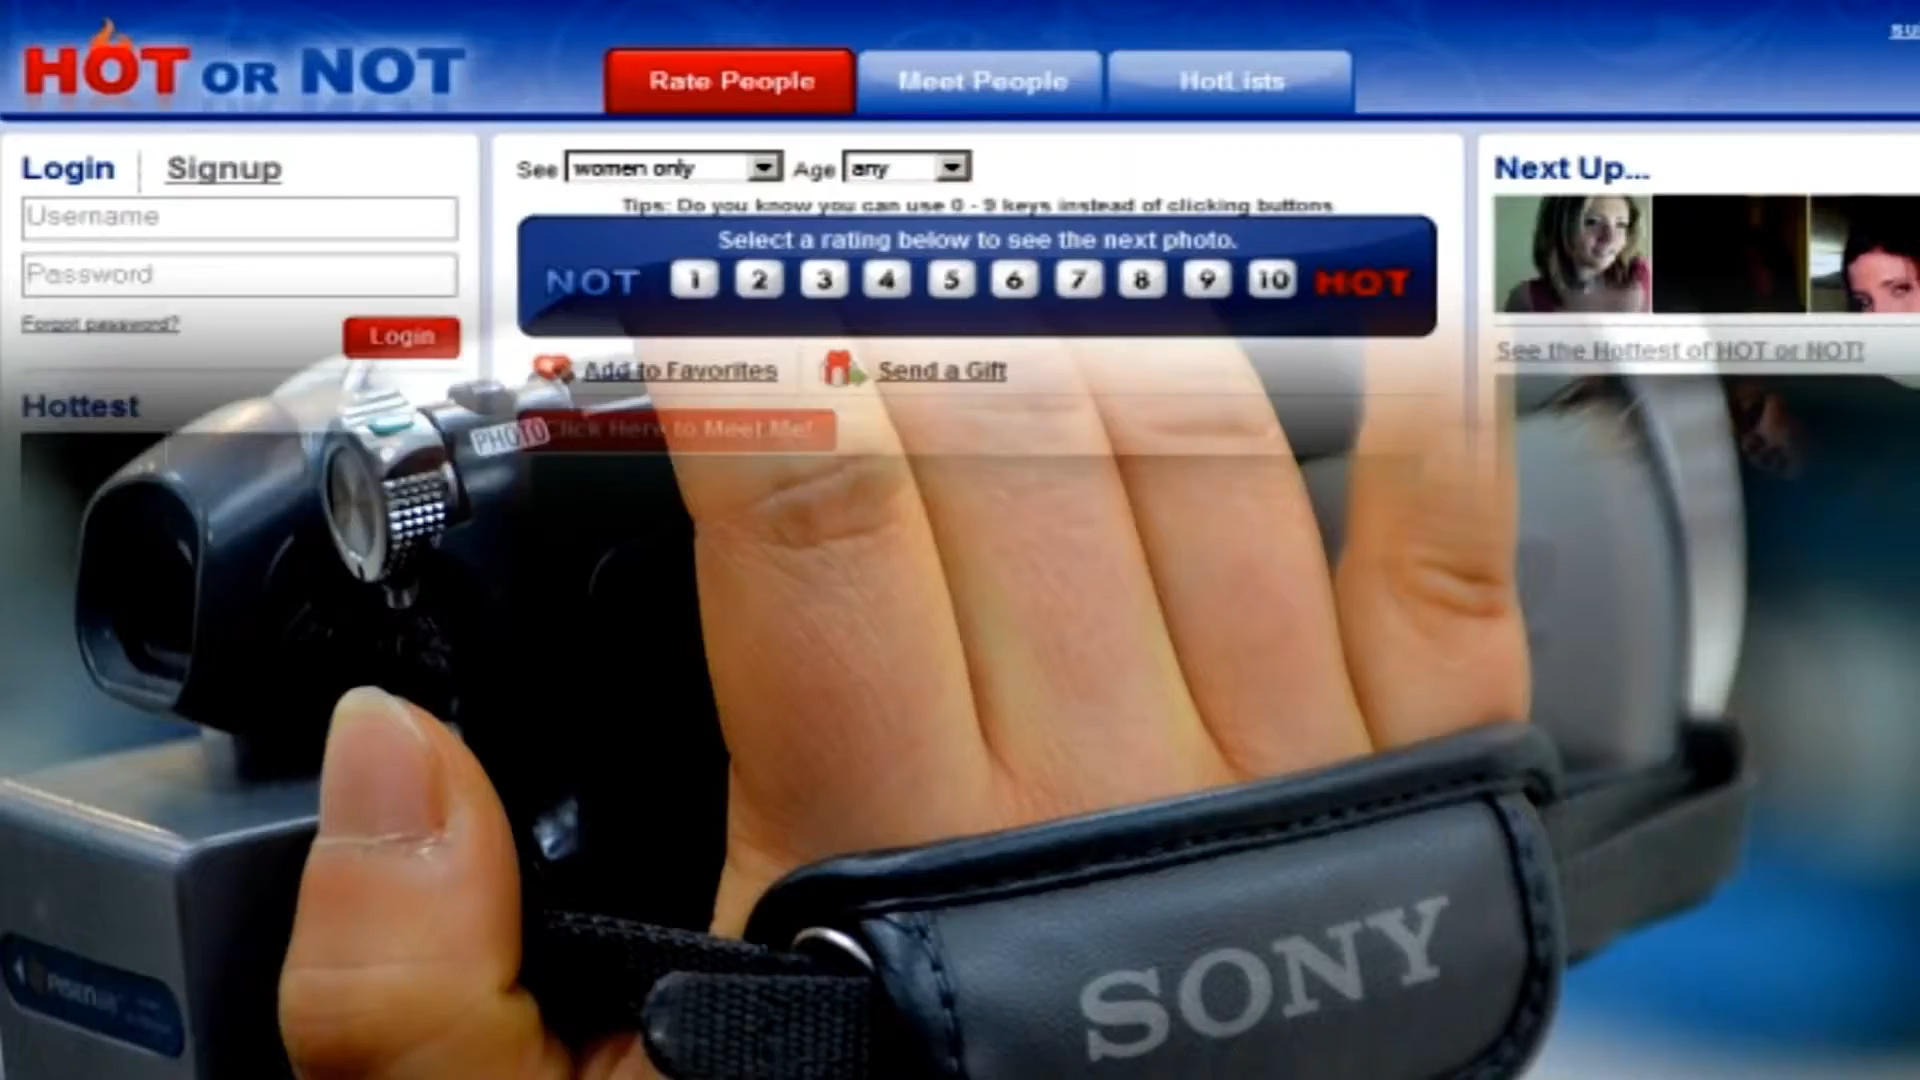 HOT OR NOT
Rate People
Meet People
HotLists
Login
Signup
Username
Password
Forgot password?
Login
Hottest
See women only Age any
Tips: Do you know you can use 0 - 9 keys instead of clicking buttons
Select a rating below to see the next photo.
NOT 1 2 3 4 5 6 7 8 9 10 HOT
Add to Favorites
Send a Gift
Click Here to Meet Me!
Next Up...
See the Hottest of HOT or NOT!
PHOTO
SONY